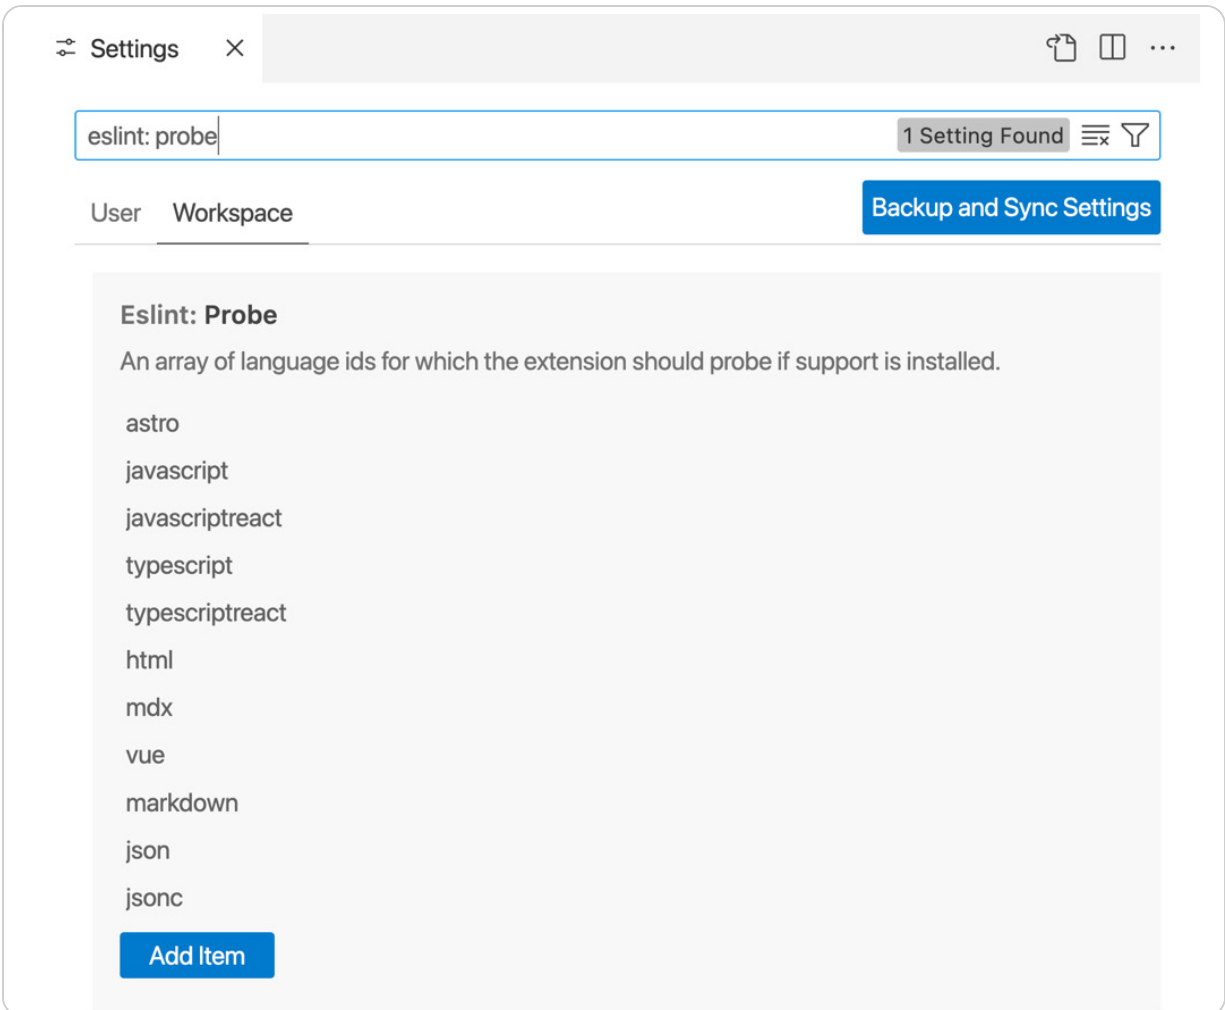 Settings
eslint: probe
1 Setting Found
User Workspace
Backup and Sync Settings
Eslint: Probe
An array of language ids for which the extension should probe if support is installed.
astro
javascript
javascriptreact
typescript
typescriptreact
html
mdx
vue
markdown
json
jsonc
Add Item